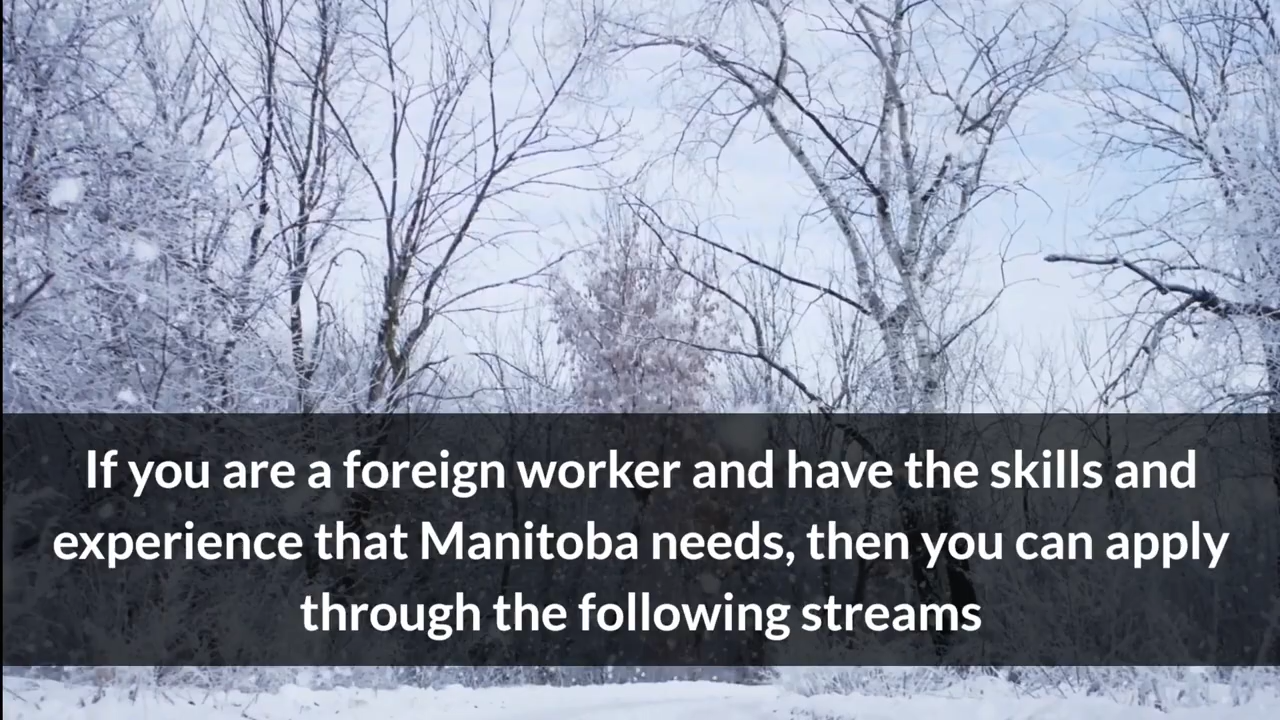 If you are a foreign worker and have the skills and
experience that Manitoba needs, then you can apply
through the following streams